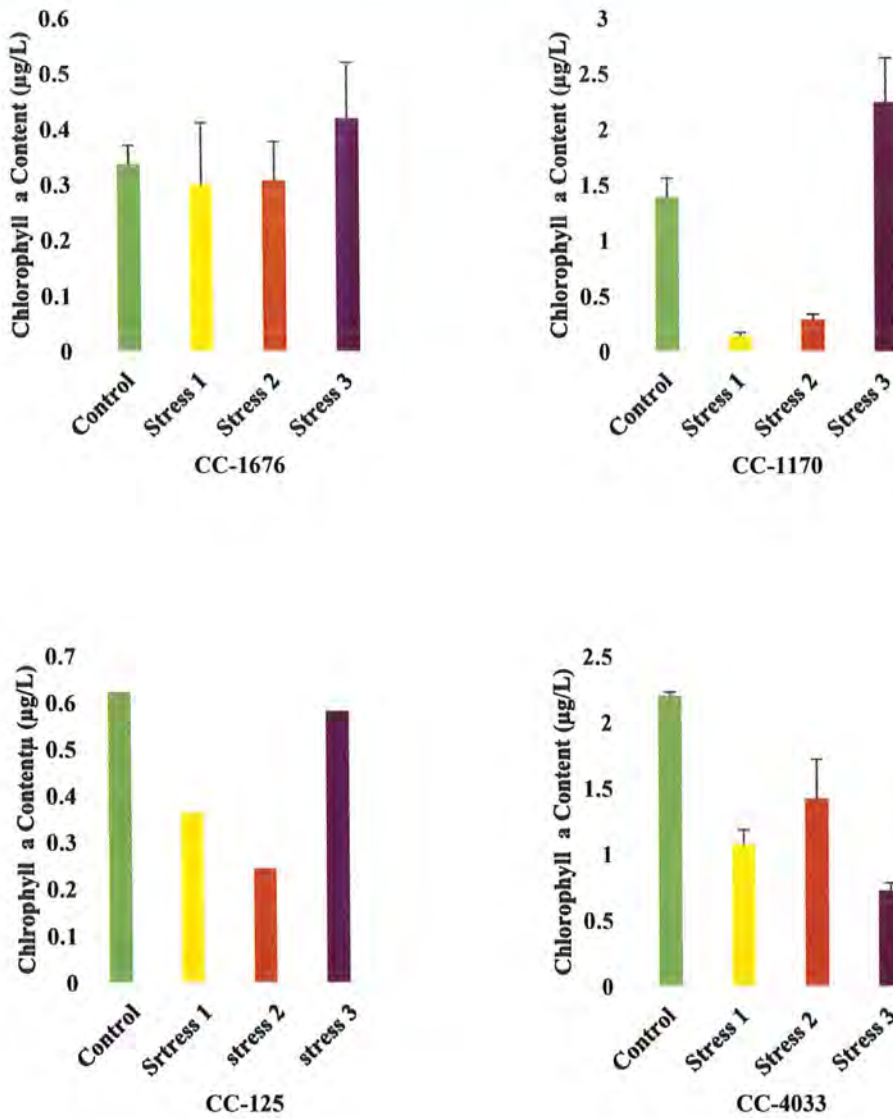 Chlorophyll a Content (µg/L)
0.6
0.5
0.4
0.3
0.2
0.1
0
Control
Stress 1
Stress 2
Stress 3
CC-1676
Chlorophyll a Content (µg/L)
3
2.5
2
1.5
1
0.5
0
Control
Stress 1
Stress 2
Stress 3
CC-1170
Chlrophyll a Contentµ (µg/L)
0.7
0.6
0.5
0.4
0.3
0.2
0.1
0
Control
Srtress 1
stress 2
stress 3
CC-125
Chlorophyll a Content (µg/L)
2.5
2
1.5
1
0.5
0
Control
Stress 1
Stress 2
Stress 3
CC-4033